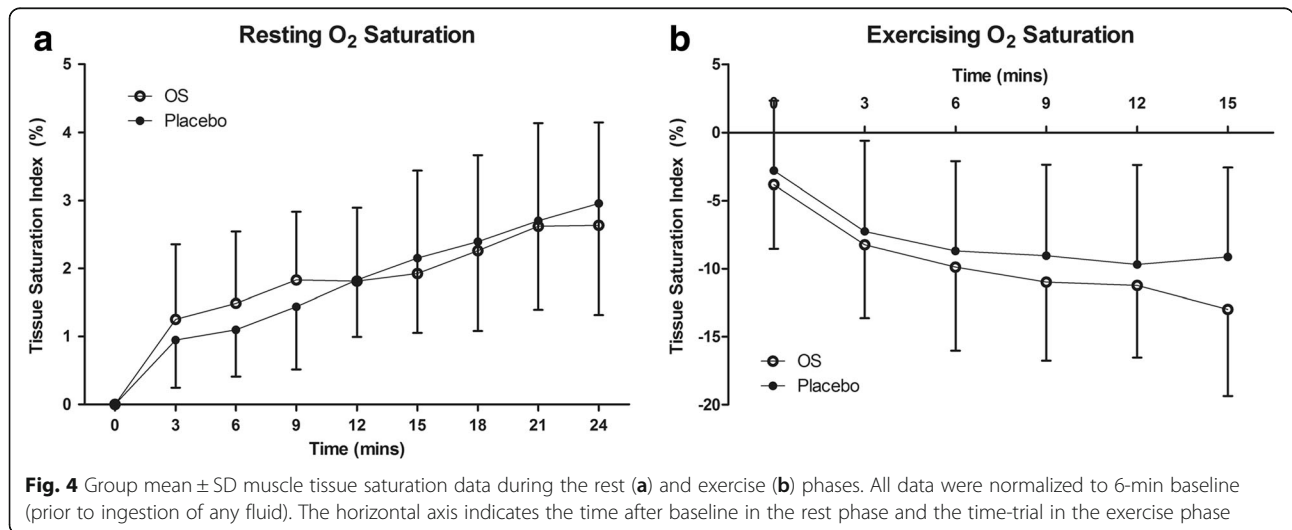 a
Resting O2 Saturation
Tissue Saturation Index (%)
5
4
3
2
1
0
OS
Placebo
0 3 6 9 12 15 18 21 24
Time (mins)
b
Exercising O2 Saturation
Time (mins)
0 3 6 9 12 15
Tissue Saturation Index (%)
5
0
-5
-10
-15
-20
OS
Placebo
Fig. 4 Group mean ± SD muscle tissue saturation data during the rest (a) and exercise (b) phases. All data were normalized to 6-min baseline
(prior to ingestion of any fluid). The horizontal axis indicates the time after baseline in the rest phase and the time-trial in the exercise phase